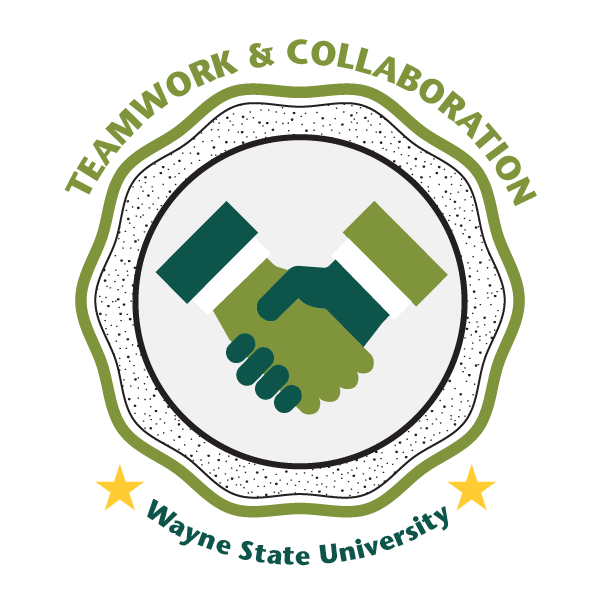 TEAMWORK & COLLABORATION
Wayne State University